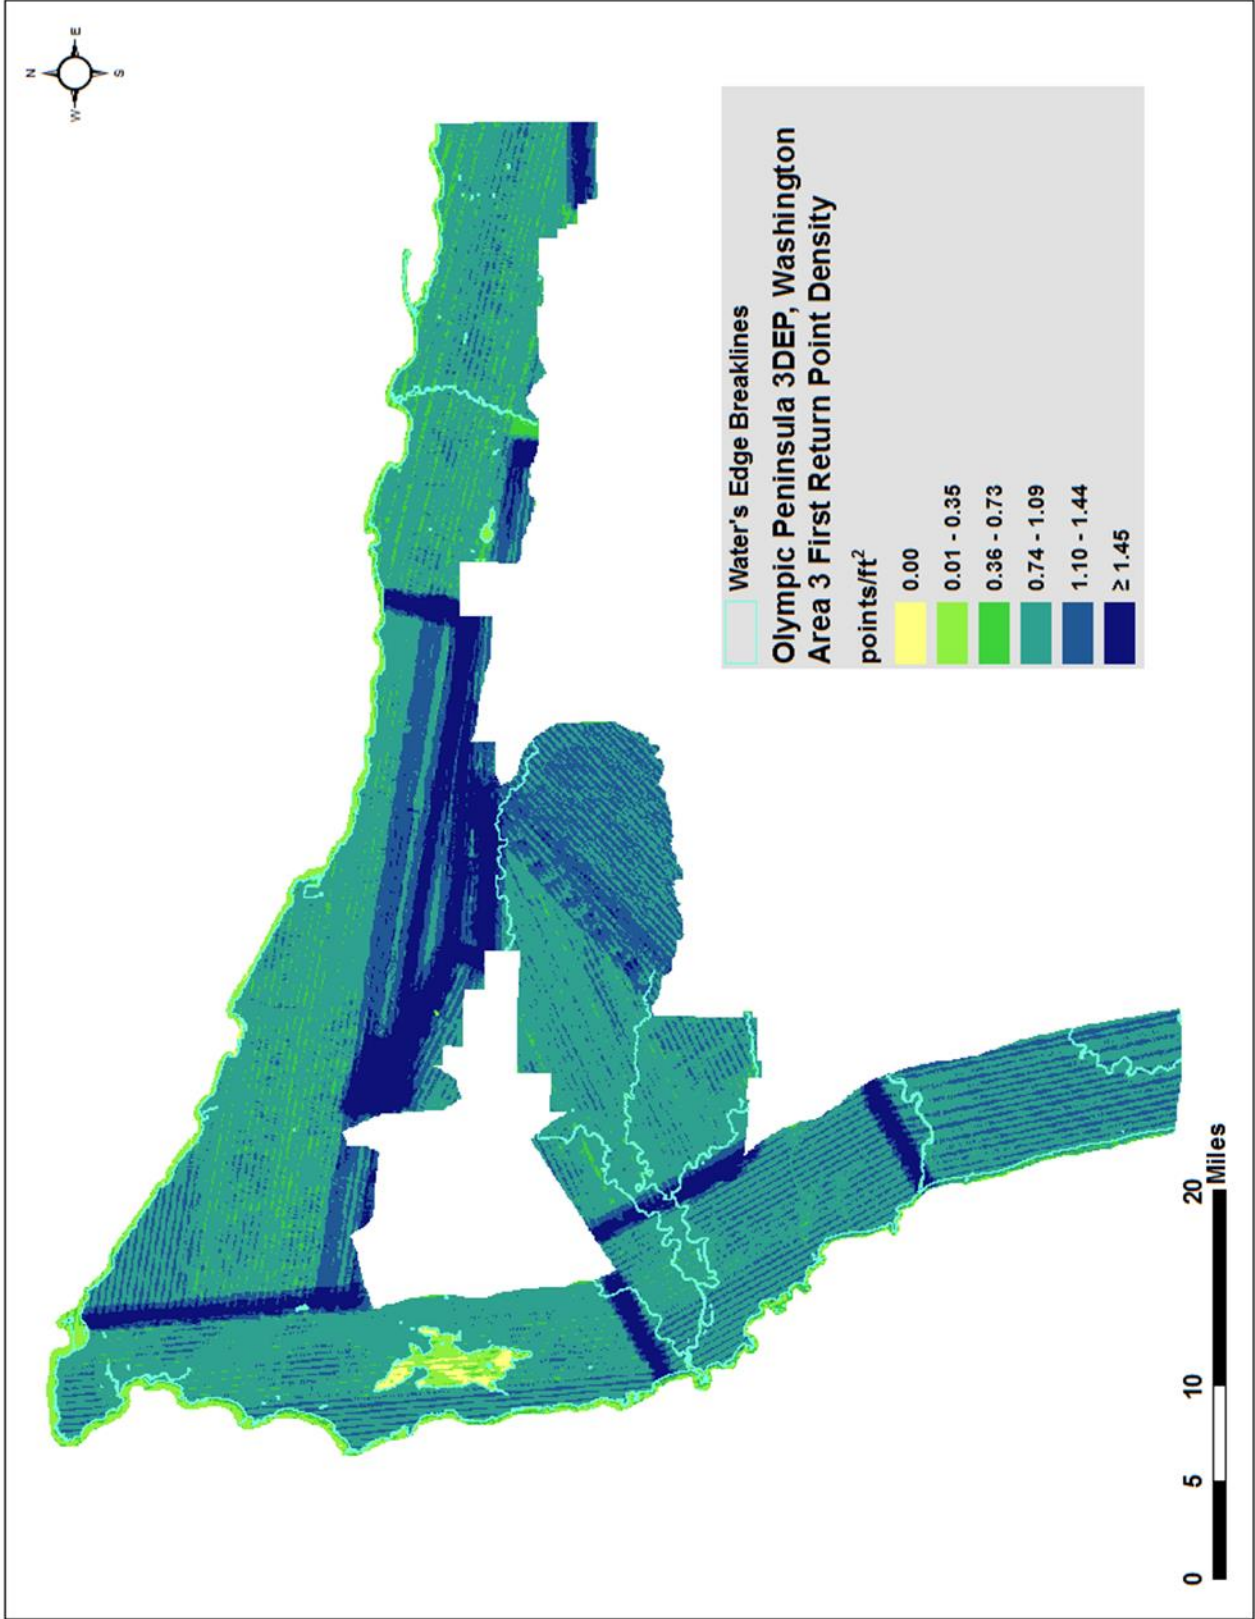 N
W
E
S
Water's Edge Breaklines
Olympic Peninsula 3DEP, Washington
Area 3 First Return Point Density
points/ft²
0.00
0.01 - 0.35
0.36 - 0.73
0.74 - 1.09
1.10 - 1.44
≥ 1.45
0 5 10 20
Miles